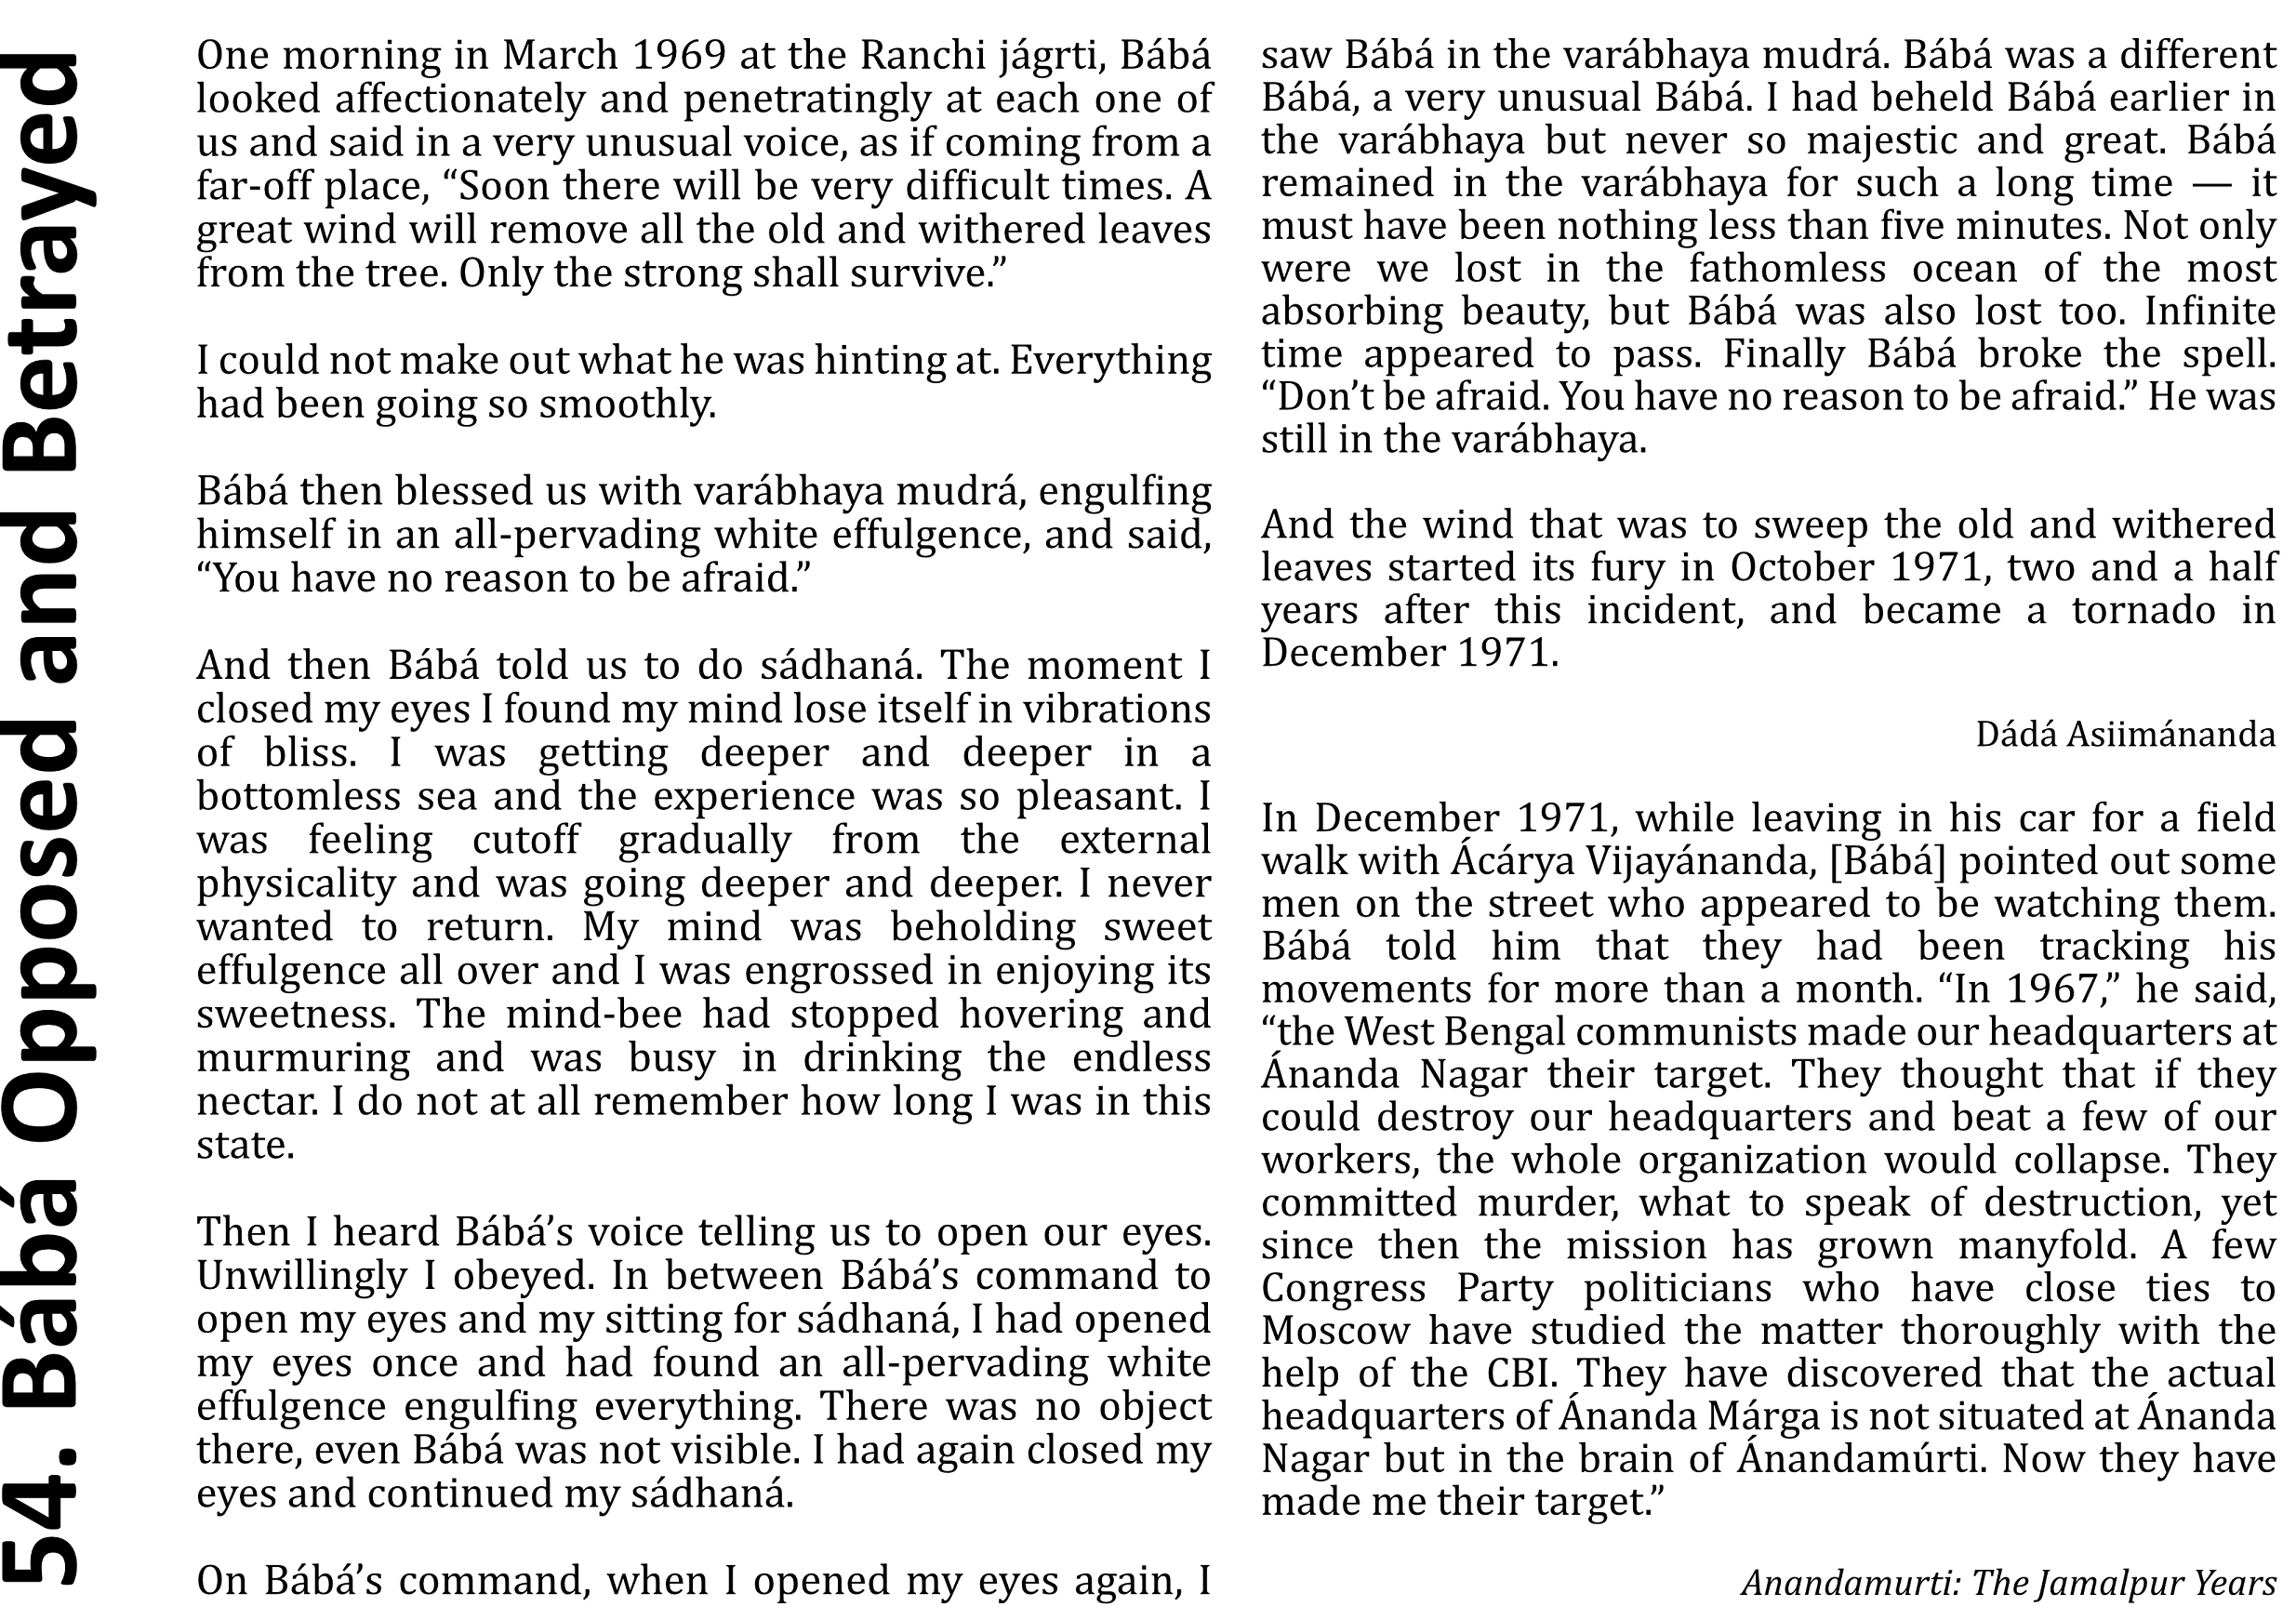 54. Bábá Opposed and Betrayed
One morning in March 1969 at the Ranchi jágrti, Bábá
looked affectionately and penetratingly at each one of
us and said in a very unusual voice, as if coming from a
far-off place, “Soon there will be very difficult times. A
great wind will remove all the old and withered leaves
from the tree. Only the strong shall survive.”
I could not make out what he was hinting at. Everything
had been going so smoothly.
Bábá then blessed us with varábhaya mudrá, engulfing
himself in an all-pervading white effulgence, and said,
“You have no reason to be afraid.”
And then Bábá told us to do sádhaná. The moment I
closed my eyes I found my mind lose itself in vibrations
of bliss. I was getting deeper and deeper in a
bottomless sea and the experience was so pleasant. I
was feeling cutoff gradually from the external
physicality and was going deeper and deeper. I never
wanted to return. My mind was beholding sweet
effulgence all over and I was engrossed in enjoying its
sweetness. The mind-bee had stopped hovering and
murmuring and was busy in drinking the endless
nectar. I do not at all remember how long I was in this
state.
Then I heard Bábá’s voice telling us to open our eyes.
Unwillingly I obeyed. In between Bábá’s command to
open my eyes and my sitting for sádhaná, I had opened
my eyes once and had found an all-pervading white
effulgence engulfing everything. There was no object
there, even Bábá was not visible. I had again closed my
eyes and continued my sádhaná.
On Bábá’s command, when I opened my eyes again, I
saw Bábá in the varábhaya mudrá. Bábá was a different
Bábá, a very unusual Bábá. I had beheld Bábá earlier in
the varábhaya but never so majestic and great. Bábá
remained in the varábhaya for such a long time — it
must have been nothing less than five minutes. Not only
were we lost in the fathomless ocean of the most
absorbing beauty, but Bábá was also lost too. Infinite
time appeared to pass. Finally Bábá broke the spell.
“Don’t be afraid. You have no reason to be afraid.” He was
still in the varábhaya.
And the wind that was to sweep the old and withered
leaves started its fury in October 1971, two and a half
years after this incident, and became a tornado in
December 1971.
Dádá Asiimánanda
In December 1971, while leaving in his car for a field
walk with Ácárya Vijayánanda, [Bábá] pointed out some
men on the street who appeared to be watching them.
Bábá told him that they had been tracking his
movements for more than a month. “In 1967,” he said,
“the West Bengal communists made our headquarters at
Ánanda Nagar their target. They thought that if they
could destroy our headquarters and beat a few of our
workers, the whole organization would collapse. They
committed murder, what to speak of destruction, yet
since then the mission has grown manyfold. A few
Congress Party politicians who have close ties to
Moscow have studied the matter thoroughly with the
help of the CBI. They have discovered that the actual
headquarters of Ánanda Márga is not situated at Ánanda
Nagar but in the brain of Ánandamúrti. Now they have
made me their target.”
Anandamurti: The Jamalpur Years